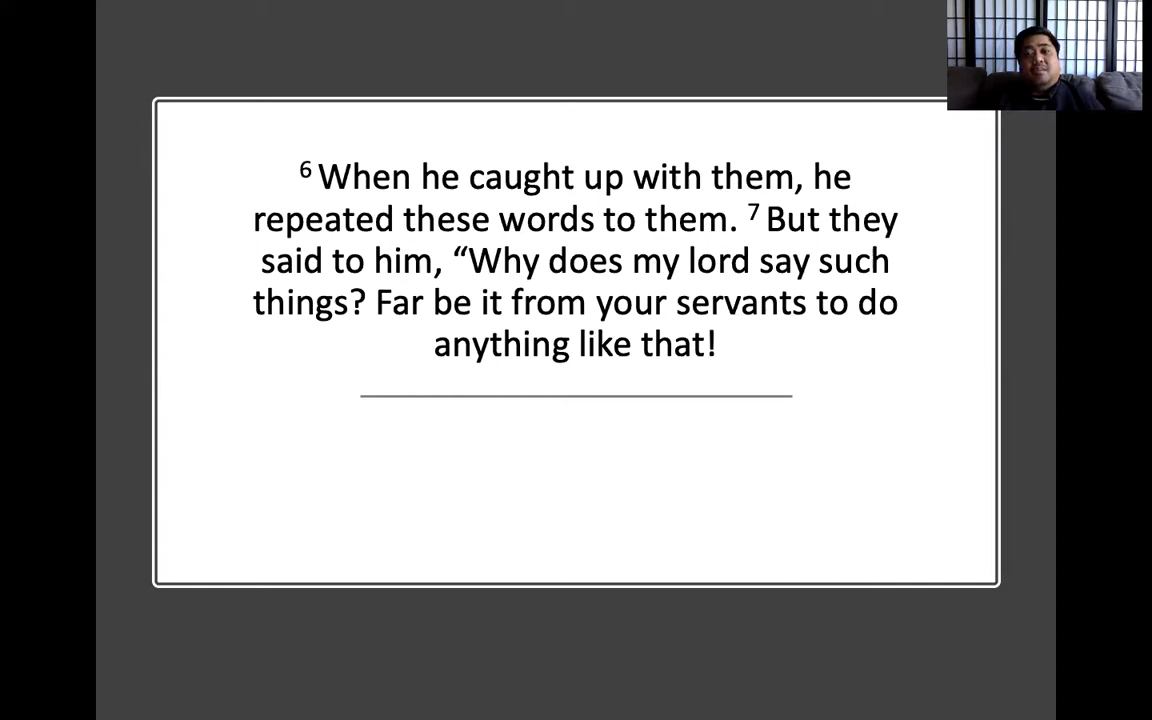 6 When he caught up with them, he
repeated these words to them. 7 But they
said to him, “Why does my lord say such
things? Far be it from your servants to do
anything like that!